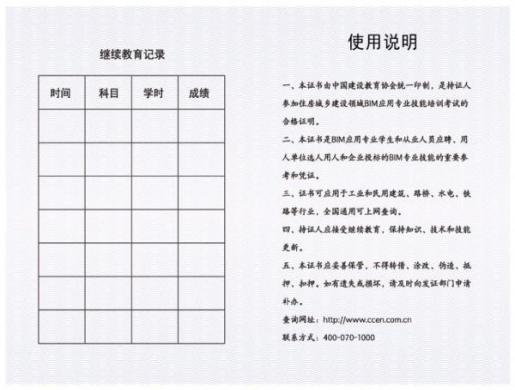 继续教育记录
时间 科目 学时 成绩
使用说明
一、本证书由中国建设教育协会统一印制，是持证人
参加住房城乡建设领域BIM应用专业技能培训考试的
合格证明。
二、本证书是BIM应用专业学生和从业人员应聘、用
人单位选人用人和企业投标的BIM专业技能的重要参
考和凭证。
三、证书可应用于工业和民用建筑、路桥、水电、铁
路等行业，全国通用可上网查询。
四、持证人应接受继续教育，保持知识、技术和技能
更新。
五、本证书应妥善保管，不得转借、涂改、伪造、抵
押、扣押。如有遗失或损坏，请及时向发证部门申请
补办。
查询网址：http://www.ccen.com.cn
联系方式：400-070-1000